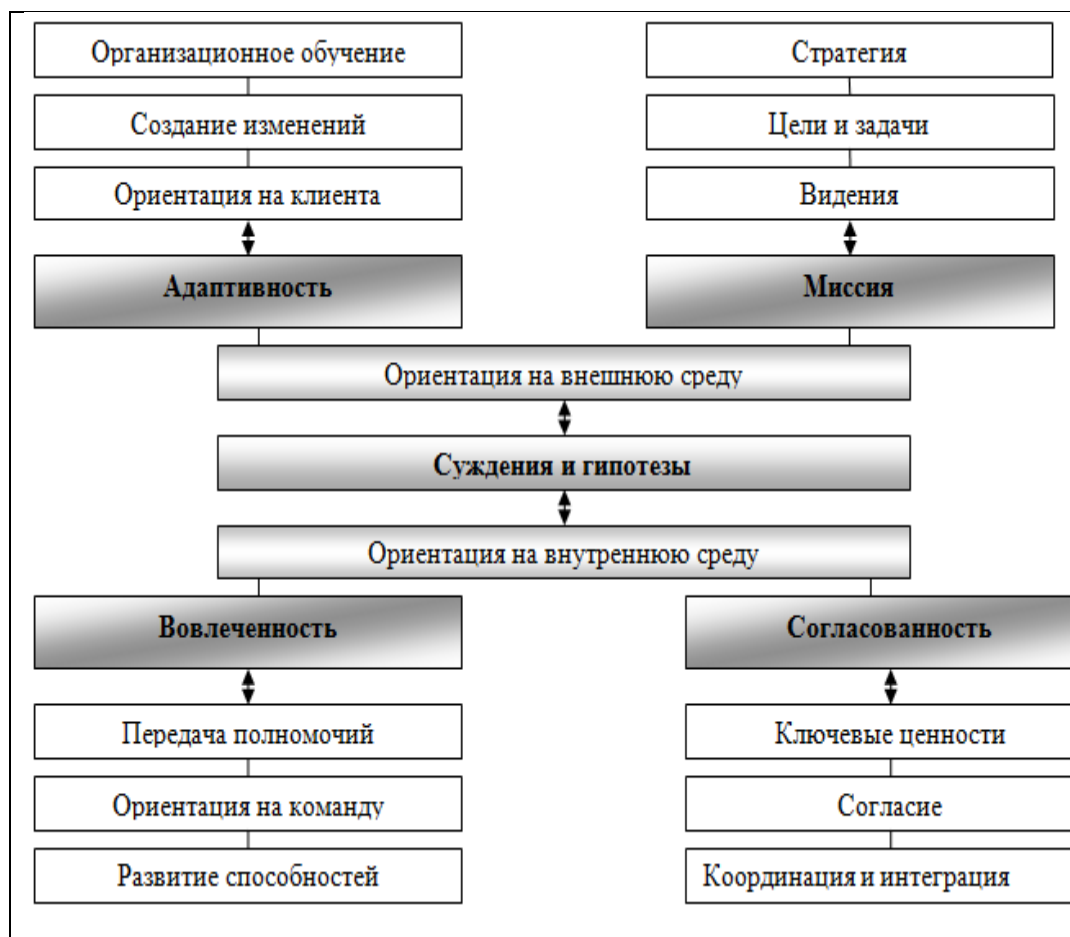 Организационное обучение
Стратегия
Создание изменений
Цели и задачи
Ориентация на клиента
Видения
Адаптивность
Миссия
Ориентация на внешнюю среду
Суждения и гипотезы
Ориентация на внутреннюю среду
Вовлеченность
Согласованность
Передача полномочий
Ключевые ценности
Ориентация на команду
Согласие
Развитие способностей
Координация и интеграция